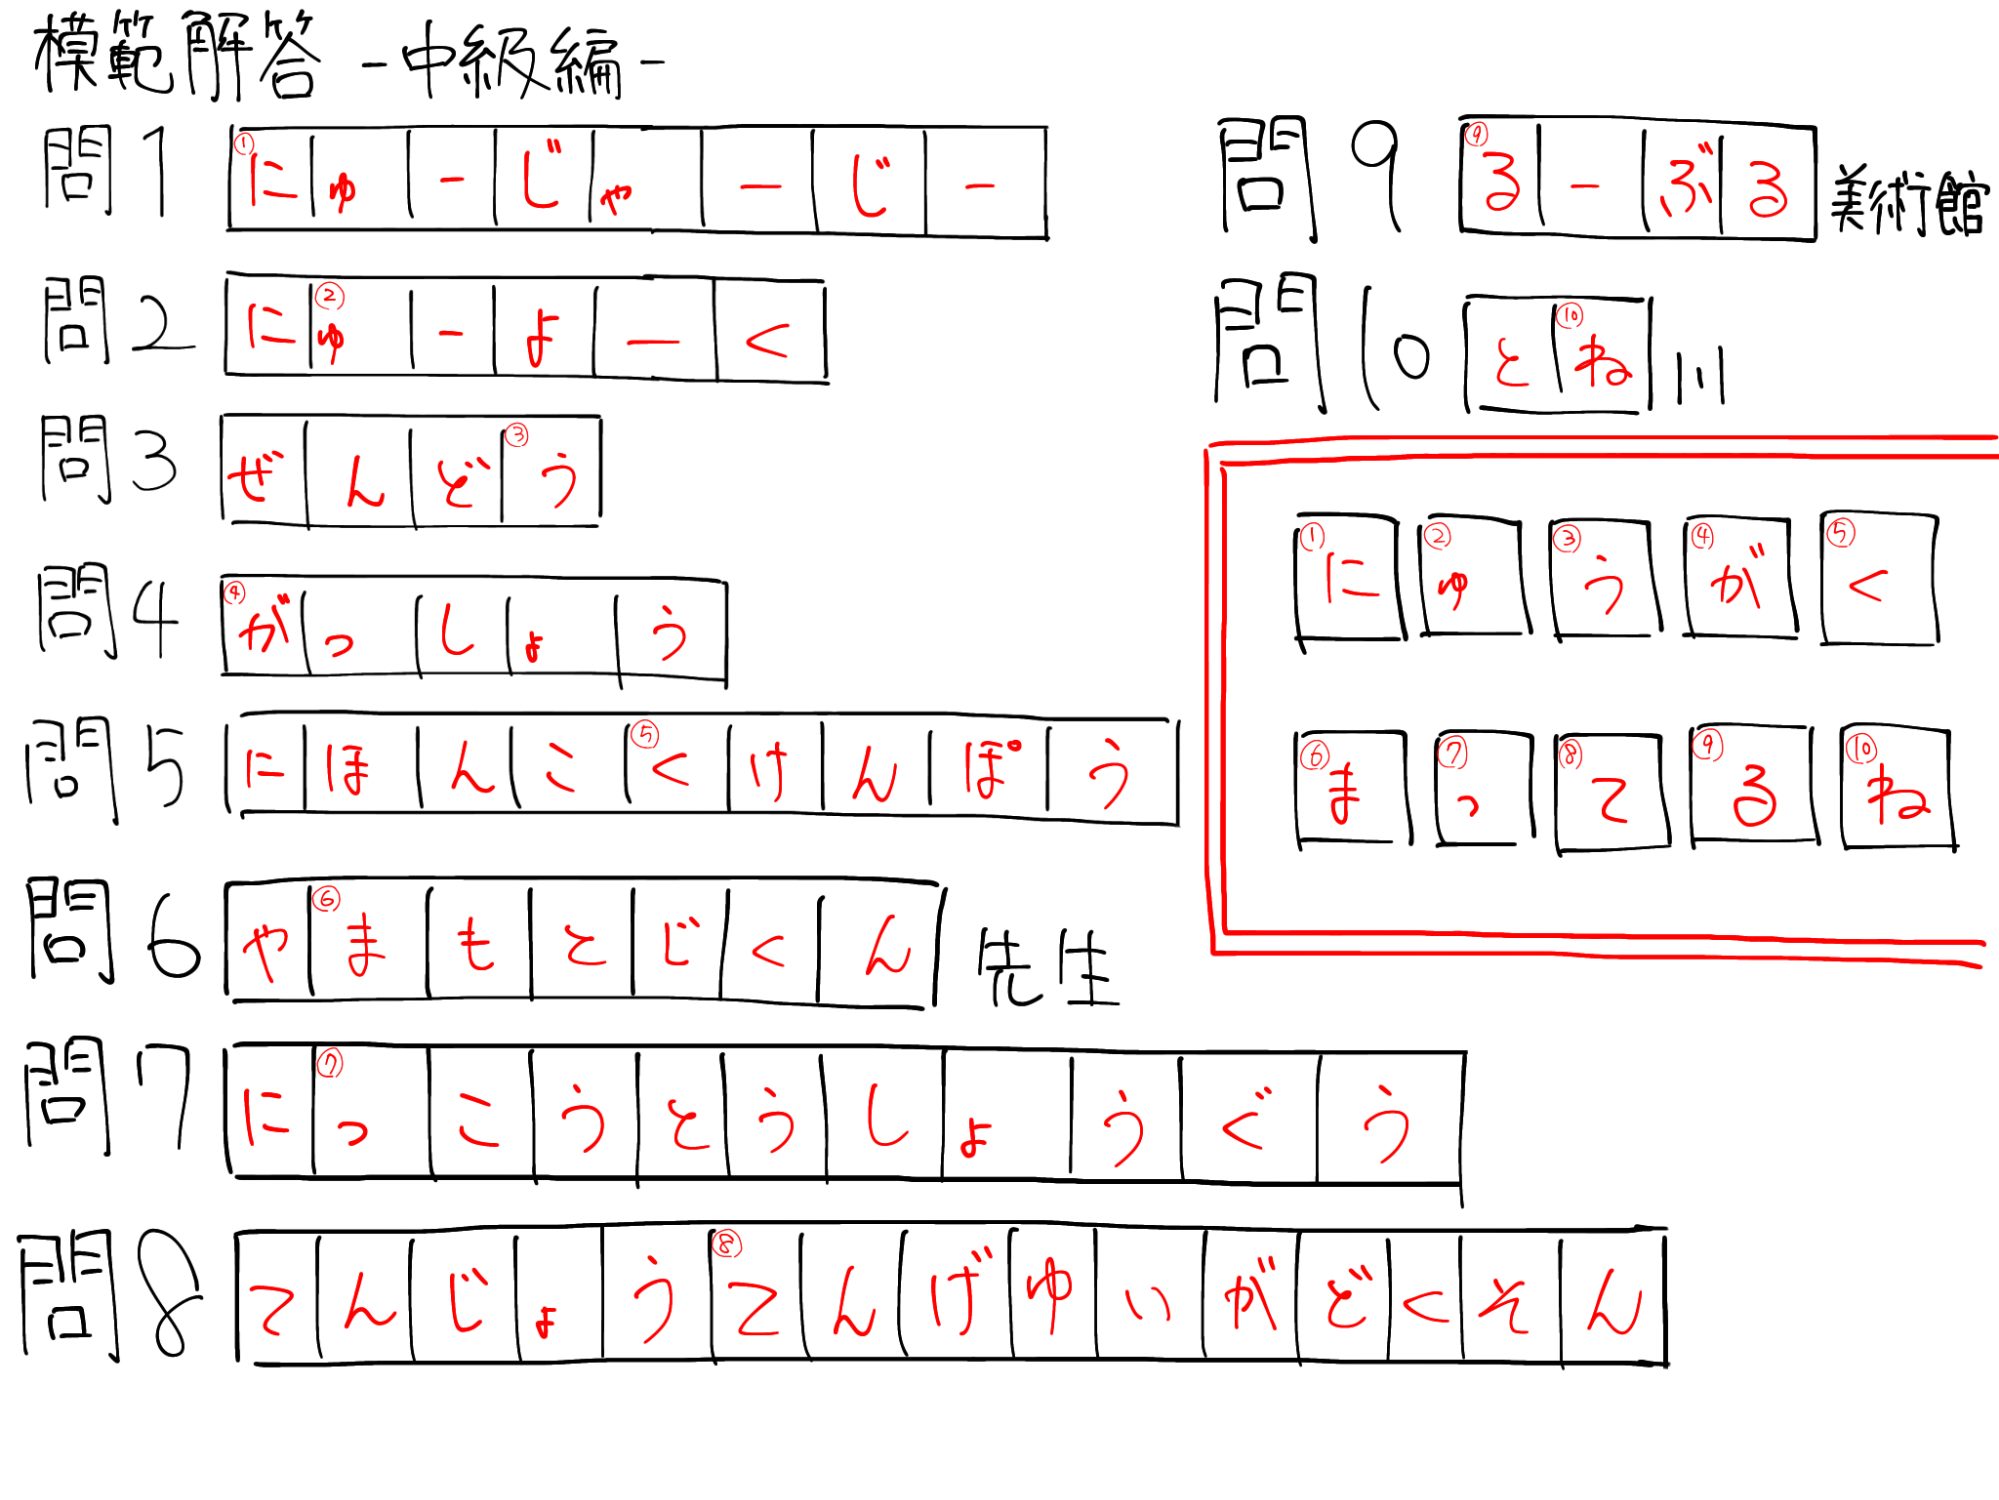 模範解答 -中級編-
問1 ①にゅーじゃーじー
問2 に②ゅーよーく
問3 ぜんど③う
問4 ④がっしょう
問5 にほんこ⑤くけんぽう
問6 や⑥まもとじくん 先生
問7 に⑦っこうとうしょうぐう
問8 てんじょう⑧てんげゆいがどくそん
問9 ⑨るーぶる 美術館
問10 と⑩ね 川
①に ②ゅ ③う ④が ⑤く
⑥ま ⑦っ ⑧て ⑨る ⑩ね